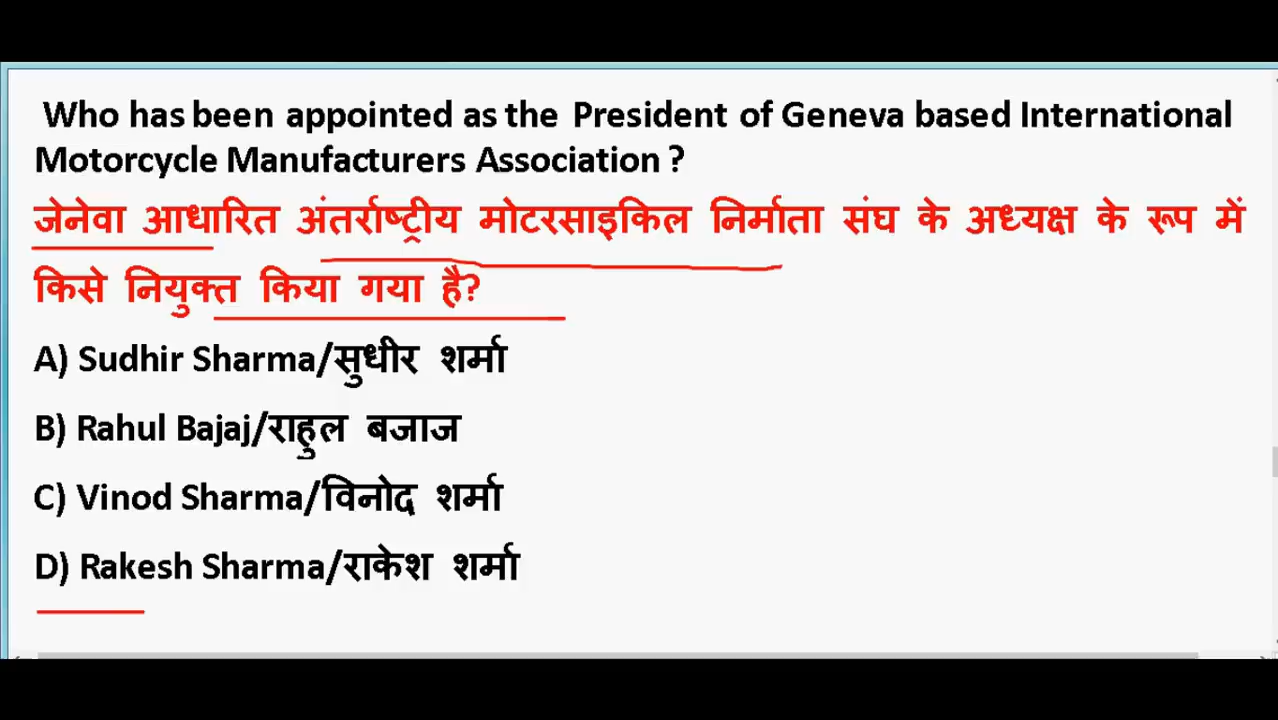 Who has been appointed as the President of Geneva based International
Motorcycle Manufacturers Association ?
जेनेवा आधारित अंतर्राष्ट्रीय मोटरसाइकिल निर्माता संघ के अध्यक्ष के रूप में
किसे नियुक्त किया गया है?
A) Sudhir Sharma/सुधीर शर्मा
B) Rahul Bajaj/राहुल बजाज
C) Vinod Sharma/विनोद शर्मा
D) Rakesh Sharma/राकेश शर्मा